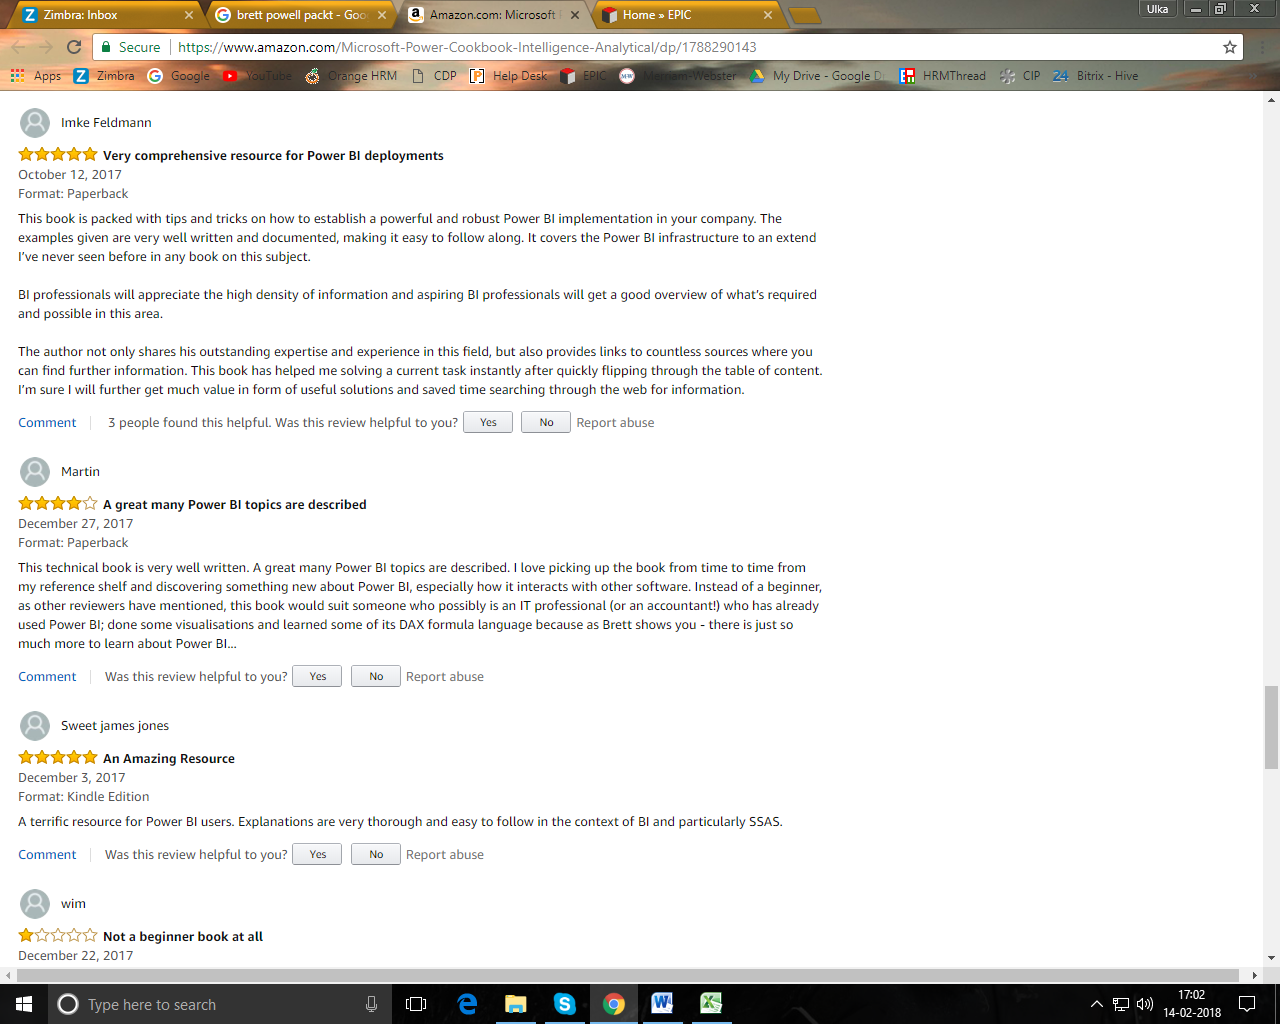 Zimbra: Inbox
brett powell packt - Goo
Amazon.com: Microsoft
Home » EPIC
Ulka
Secure
https://www.amazon.com/Microsoft-Power-Cookbook-Intelligence-Analytical/dp/1788290143
Apps
Zimbra
Google
YouTube
Orange HRM
CDP
Help Desk
EPIC
Merriam-Webster
My Drive - Google D
HRMThread
CIP
24
Bitrix - Hive
Imke Feldmann
Very comprehensive resource for Power BI deployments
October 12, 2017
Format: Paperback
This book is packed with tips and tricks on how to establish a powerful and robust Power BI implementation in your company. The
examples given are very well written and documented, making it easy to follow along. It covers the Power BI infrastructure to an extend
I've never seen before in any book on this subject.
BI professionals will appreciate the high density of information and aspiring BI professionals will get a good overview of what's required
and possible in this area.
The author not only shares his outstanding expertise and experience in this field, but also provides links to countless sources where you
can find further information. This book has helped me solving a current task instantly after quickly flipping through the table of content.
I'm sure I will further get much value in form of useful solutions and saved time searching through the web for information.
Comment 3 people found this helpful. Was this review helpful to you? Yes No Report abuse
Martin
A great many Power BI topics are described
December 27, 2017
Format: Paperback
This technical book is very well written. A great many Power BI topics are described. I love picking up the book from time to time from
my reference shelf and discovering something new about Power BI, especially how it interacts with other software. Instead of a beginner,
as other reviewers have mentioned, this book would suit someone who possibly is an IT professional (or an accountant!) who has already
used Power BI; done some visualisations and learned some of its DAX formula language because as Brett shows you - there is just so
much more to learn about Power BI...
Comment Was this review helpful to you? Yes No Report abuse
Sweet james jones
An Amazing Resource
December 3, 2017
Format: Kindle Edition
A terrific resource for Power BI users. Explanations are very thorough and easy to follow in the context of BI and particularly SSAS.
Comment Was this review helpful to you? Yes No Report abuse
wim
Not a beginner book at all
December 22, 2017
Type here to search
17:02
14-02-2018